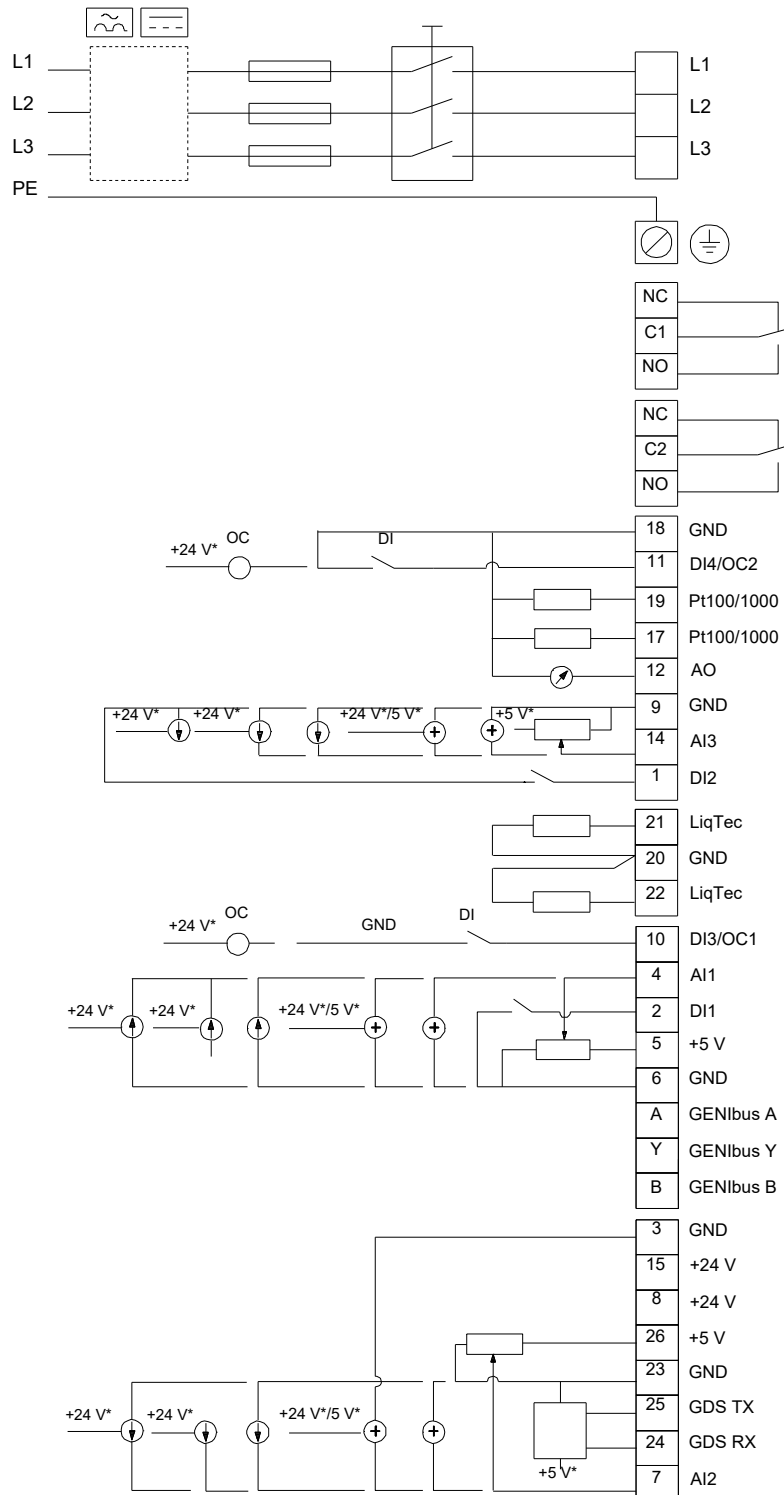 L1 L1
L2 L2
L3 L3
PE
NC
C1
NO
NC
C2
NO
18 GND
+24 V* OC DI 11 DI4/OC2
19 Pt100/1000
17 Pt100/1000
12 AO
9 GND
+24 V* +24 V* +24 V*/5 V* +5 V*
14 AI3
1 DI2
21 LiqTec
20 GND
22 LiqTec
+24 V* OC GND DI 10 DI3/OC1
4 AI1
+24 V* +24 V* +24 V*/5 V* 2 DI1
5 +5 V
6 GND
A GENIbus A
Y GENIbus Y
B GENIbus B
3 GND
15 +24 V
8 +24 V
26 +5 V
23 GND
25 GDS TX
+24 V* +24 V* +24 V*/5 V*
24 GDS RX
+5 V*
7 AI2